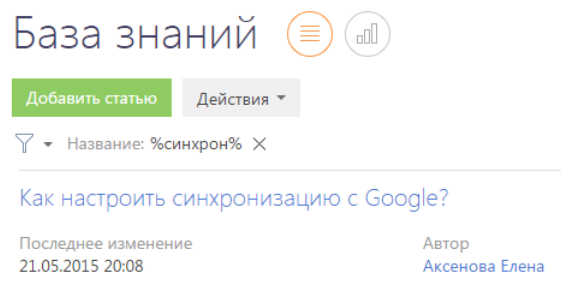 База знаний
Добавить статью Действия
Название: %синхрон%
Как настроить синхронизацию с Google?
Последнее изменение Автор
21.05.2015 20:08 Аксенова Елена